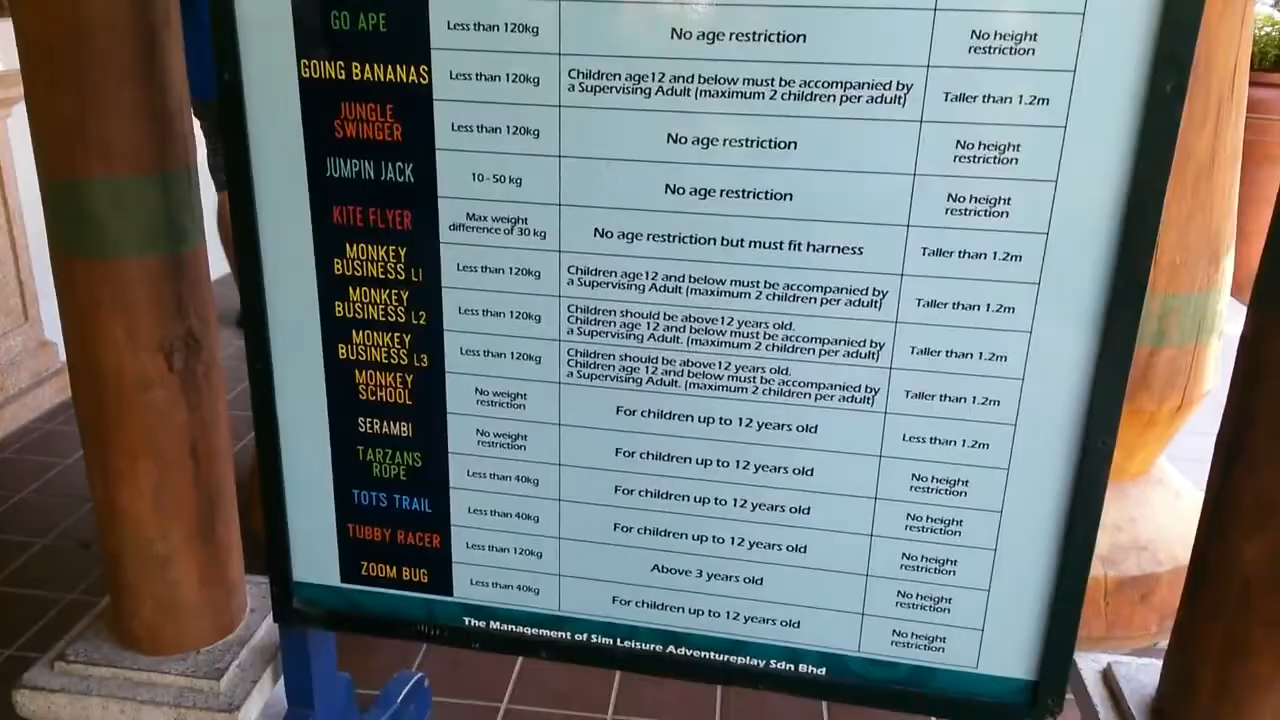 GO APE
Less than 120kg
No age restriction
No height
restriction
GOING BANANAS
Less than 120kg
Children age12 and below must be accompanied by
a Supervising Adult (maximum 2 children per adult)
Taller than 1.2m
JUNGLE
SWINGER
Less than 120kg
No age restriction
No height
restriction
JUMPIN JACK
10-50 kg
No age restriction
No height
restriction
KITE FLYER
Max weight
difference of 30 kg
No age restriction but must fit harness
Taller than 1.2m
MONKEY
BUSINESS L1
Less than 120kg
Children age12 and below must be accompanied by
a Supervising Adult (maximum 2 children per adult)
Taller than 1.2m
MONKEY
BUSINESS L2
Less than 120kg
Children should be above12 years old.
Children age 12 and below must be accompanied by
a Supervising Adult. (maximum 2 children per adult)
Taller than 1.2m
MONKEY
BUSINESS L3
Less than 120kg
Children should be above12 years old.
Children age 12 and below must be accompanied by
a Supervising Adult. (maximum 2 children per adult)
Taller than 1.2m
MONKEY
SCHOOL
No weight
restriction
For children up to 12 years old
Less than 1.2m
SERAMBI
No weight
restriction
For children up to 12 years old
No height
restriction
TARZANS
ROPE
Less than 40kg
For children up to 12 years old
No height
restriction
TOTS TRAIL
Less than 40kg
For children up to 12 years old
No height
restriction
TUBBY RACER
Less than 120kg
Above 3 years old
No height
restriction
ZOOM BUG
Less than 40kg
For children up to 12 years old
No height
restriction
The Management of Sim Leisure Adventureplay Sdn Bhd